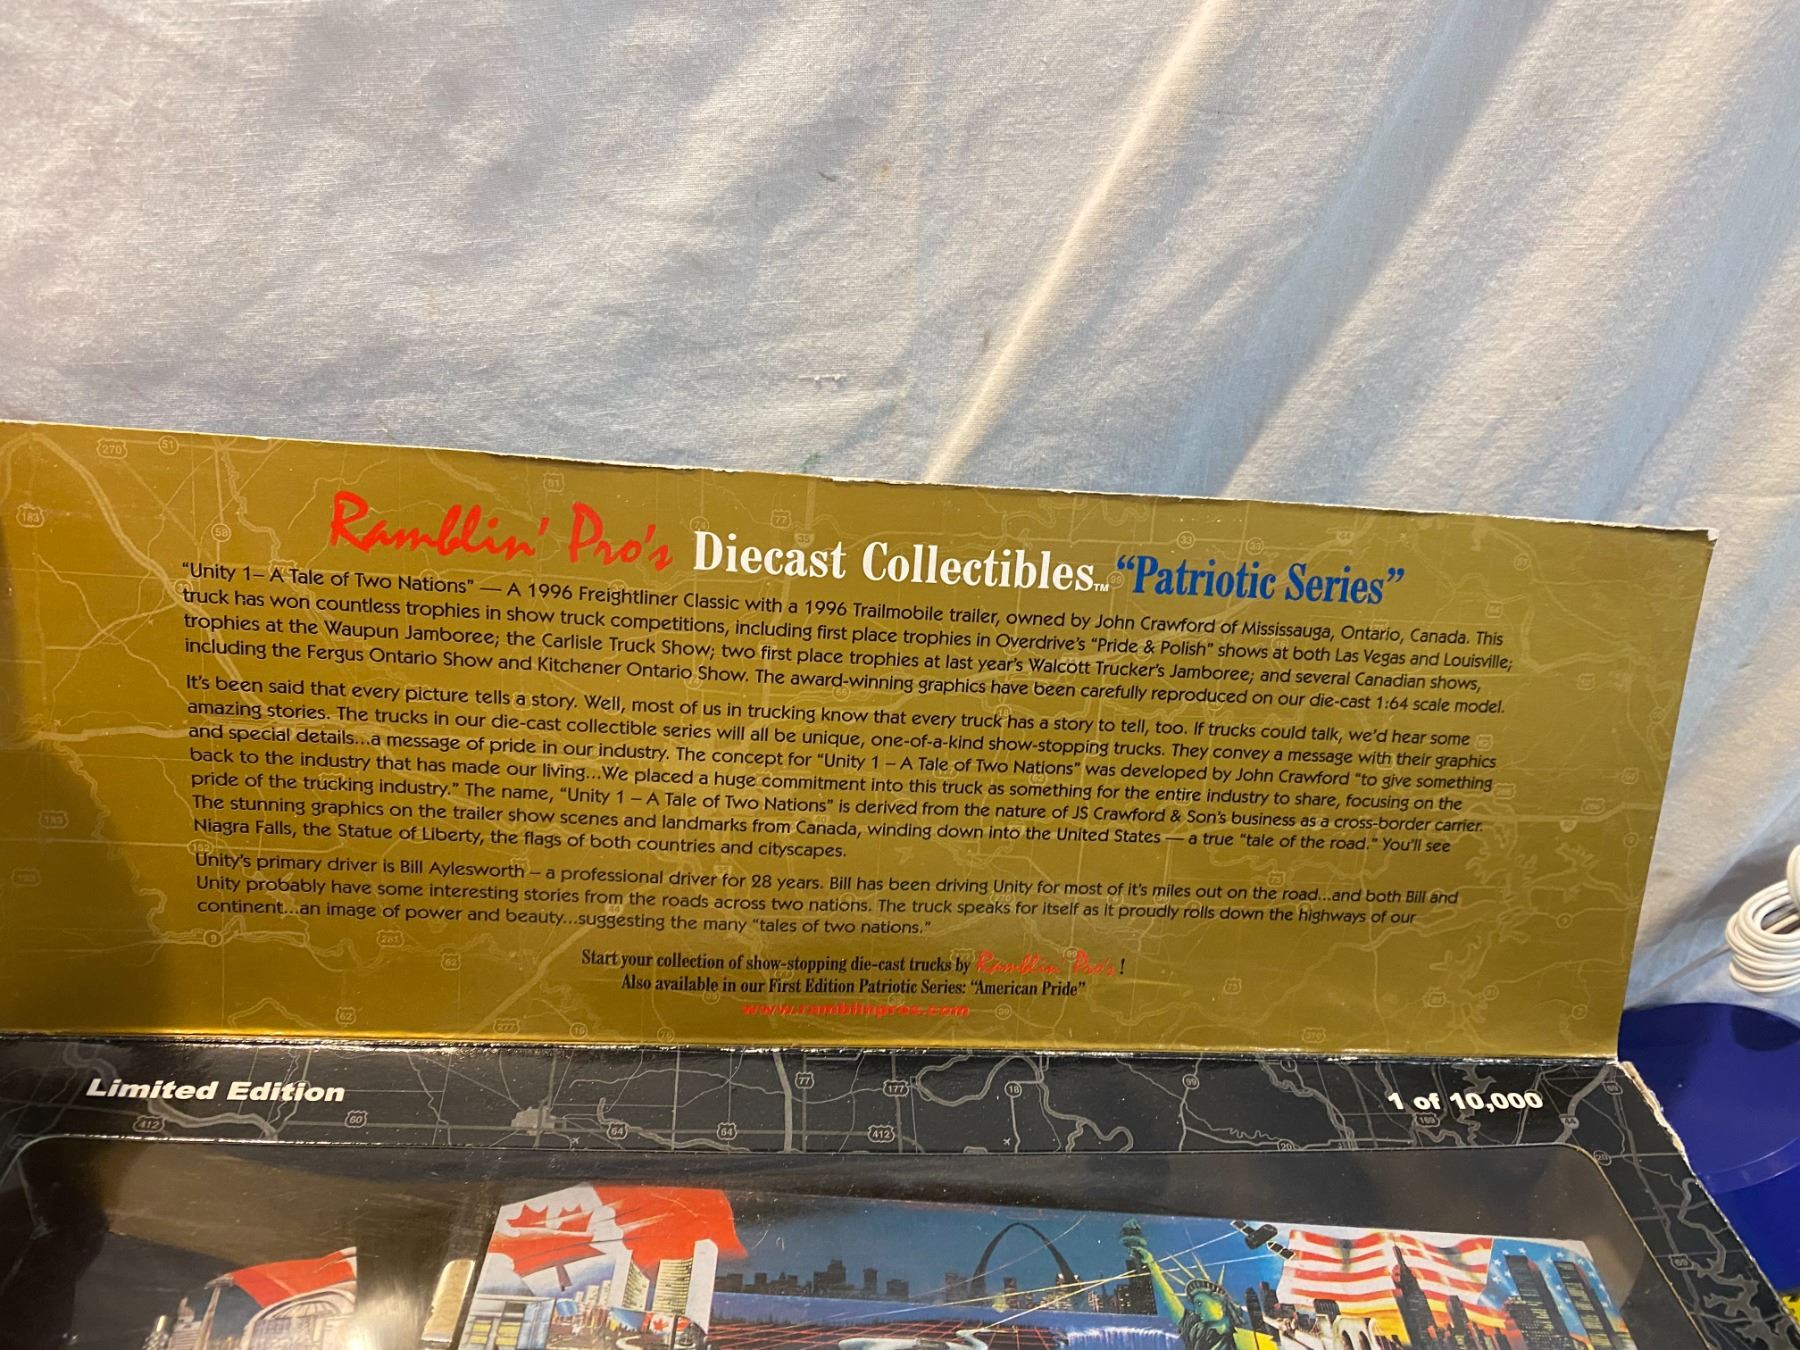 Ramblin' Pro's Diecast Collectibles™ "Patriotic Series"
"Unity 1– A Tale of Two Nations" — A 1996 Freightliner Classic with a 1996 Trailmobile trailer, owned by John Crawford of Mississauga, Ontario, Canada. This
truck has won countless trophies in show truck competitions, including first place trophies in Overdrive's "Pride & Polish" shows at both Las Vegas and Louisville;
trophies at the Waupun Jamboree; the Carlisle Truck Show; two first place trophies at last year's Walcott Trucker's Jamboree; and several Canadian shows,
including the Fergus Ontario Show and Kitchener Ontario Show. The award-winning graphics have been carefully reproduced on our die-cast 1:64 scale model.
It's been said that every picture tells a story. Well, most of us in trucking know that every truck has a story to tell, too. If trucks could talk, we'd hear some
amazing stories. The trucks in our die-cast collectible series will all be unique, one-of-a-kind show-stopping trucks. They convey a message with their graphics
and special details...a message of pride in our industry. The concept for "Unity 1 – A Tale of Two Nations" was developed by John Crawford "to give something
back to the industry that has made our living...We placed a huge commitment into this truck as something for the entire industry to share, focusing on the
pride of the trucking industry." The name, "Unity 1 – A Tale of Two Nations" is derived from the nature of JS Crawford & Son's business as a cross-border carrier.
The stunning graphics on the trailer show scenes and landmarks from Canada, winding down into the United States — a true "tale of the road." You'll see
Niagra Falls, the Statue of Liberty, the flags of both countries and cityscapes.
Unity's primary driver is Bill Aylesworth – a professional driver for 28 years. Bill has been driving Unity for most of it's miles out on the road...and both Bill and
Unity probably have some interesting stories from the roads across two nations. The truck speaks for itself as it proudly rolls down the highways of our
continent...an image of power and beauty...suggesting the many "tales of two nations."
Start your collection of show-stopping die-cast trucks by Ramblin' Pro's!
Also available in our First Edition Patriotic Series: "American Pride"
www.ramblinpros.com
Limited Edition
1 of 10,000